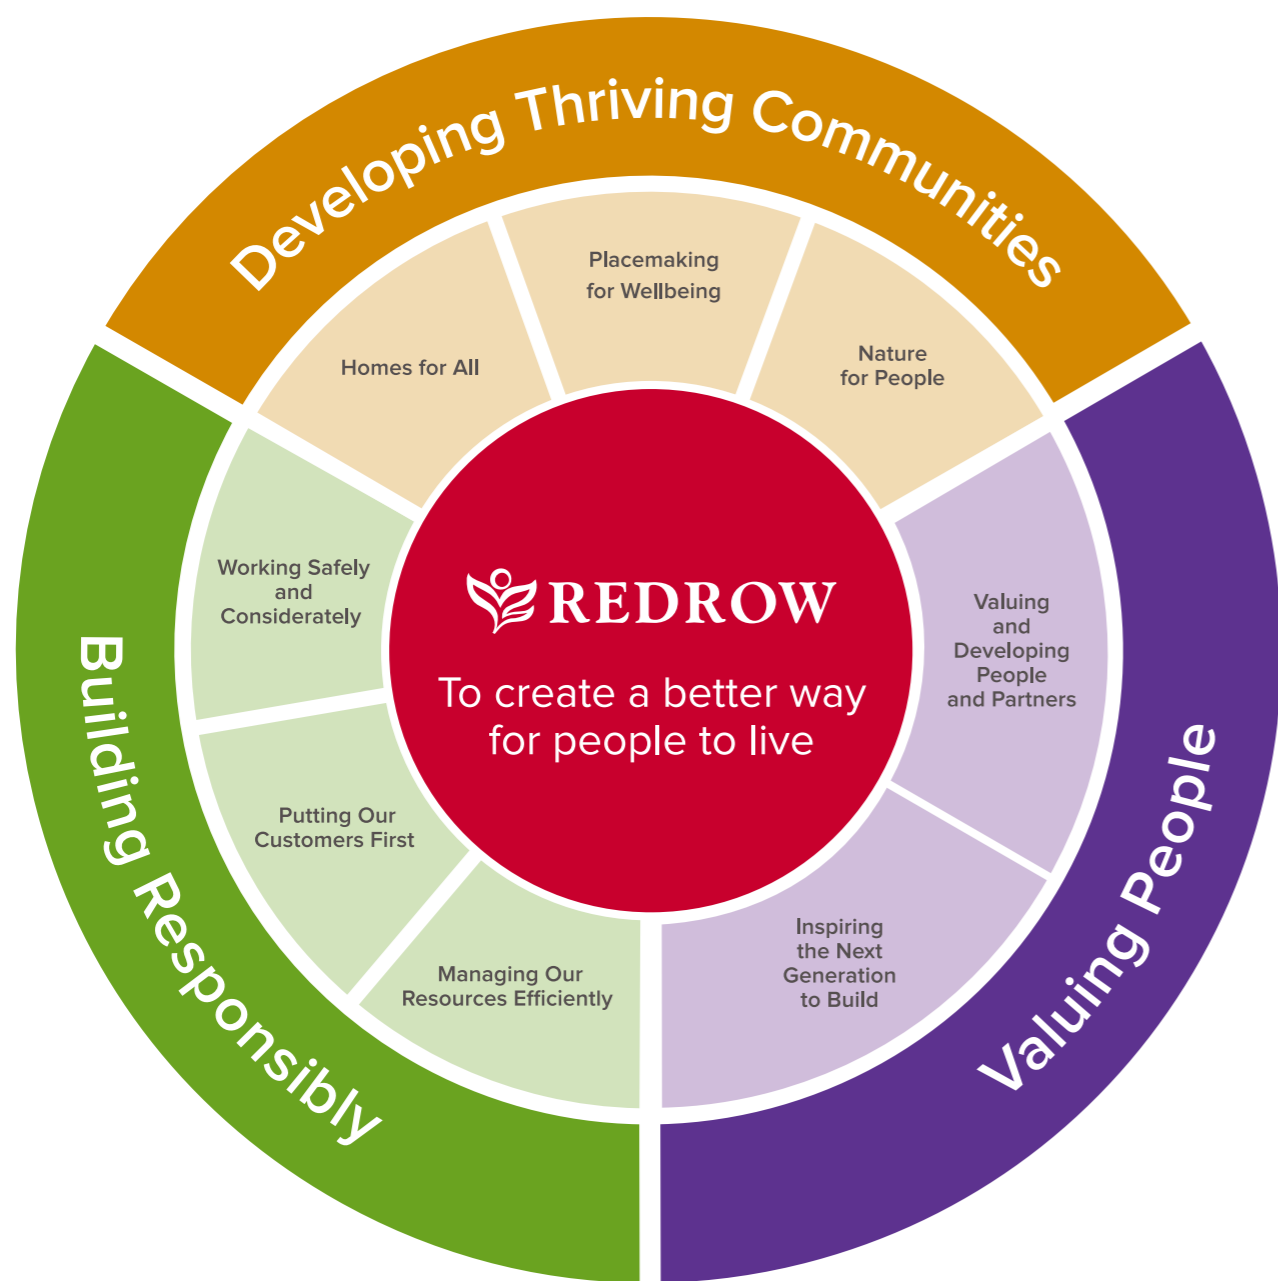 Developing Thriving Communities
Placemaking
for Wellbeing
Homes for All
Nature
for People
Working Safely
and
Considerately
Putting Our
Customers First
Managing Our
Resources Efficiently
Building Responsibly
REDROW
To create a better way
for people to live
Valuing
and
Developing
People
and Partners
Inspiring
the Next
Generation
to Build
Valuing People